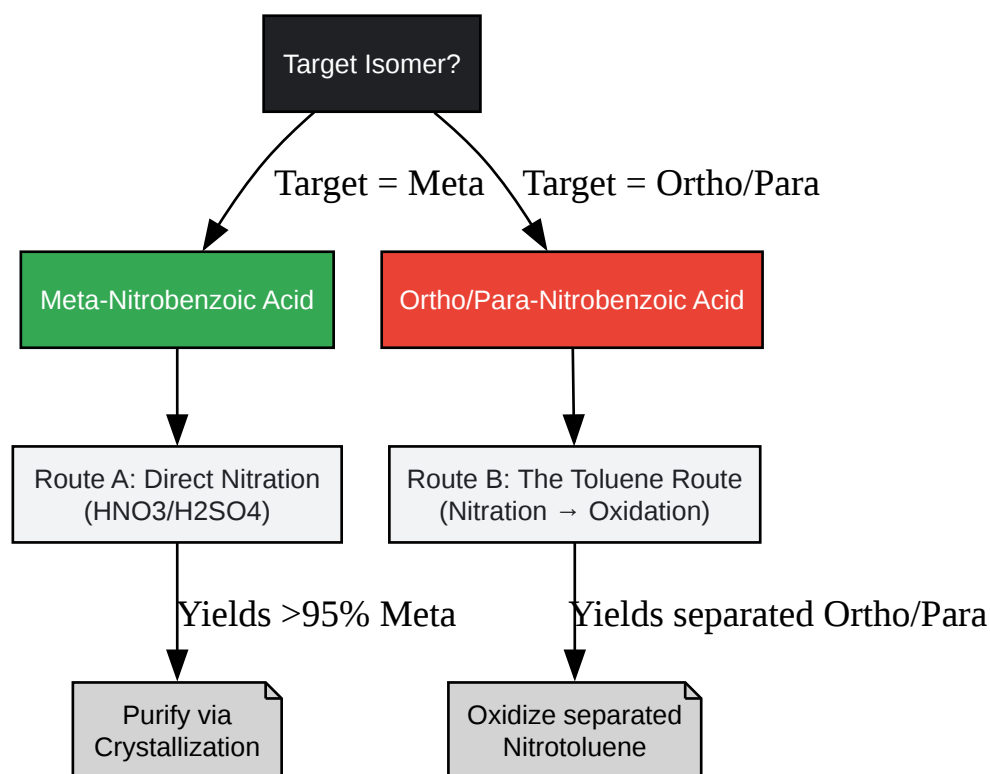 Target Isomer?
Target = Meta
Target = Ortho/Para
Meta-Nitrobenzoic Acid
Ortho/Para-Nitrobenzoic Acid
Route A: Direct Nitration
(HNO3/H2SO4)
Route B: The Toluene Route
(Nitration → Oxidation)
Yields >95% Meta
Yields separated Ortho/Para
Purify via
Crystallization
Oxidize separated
Nitrotoluene